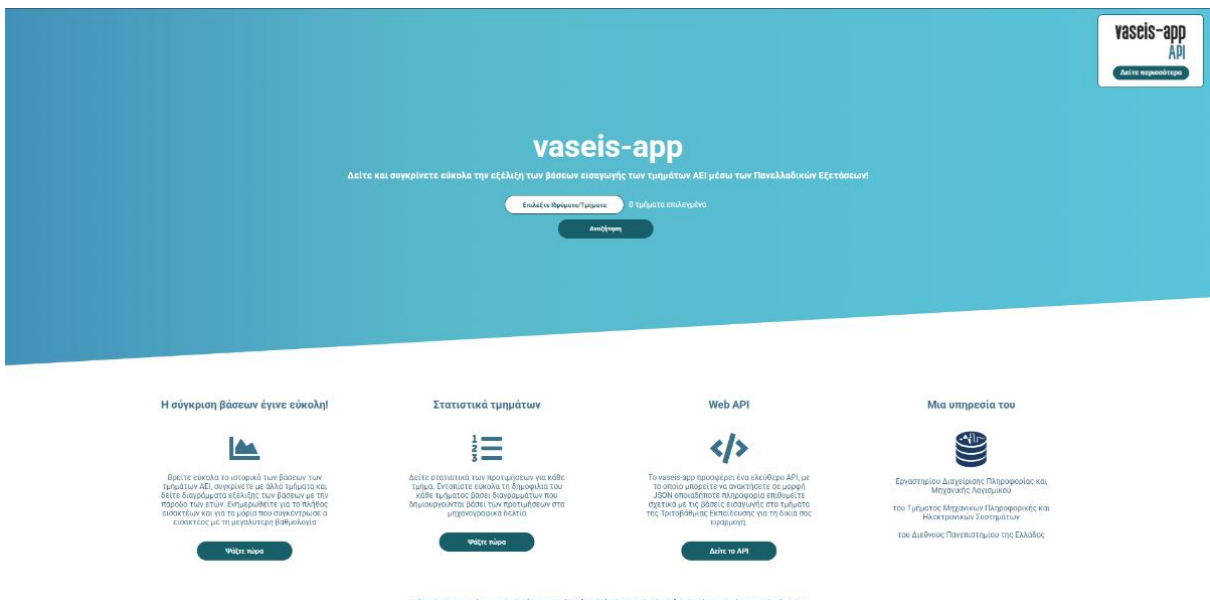 vaseis-app
API
Δείτε περισσότερα
vaseis-app
Δείτε και συγκρίνετε εύκολα την εξέλιξη των βάσεων εισαγωγής των τμημάτων ΑΕΙ μέσω των Πανελλαδικών Εξετάσεων!
Επιλέξτε Ιδρύματα/Τμήματα
0 τμήματα επιλεγμένα
Αναζήτηση
Η σύγκριση βάσεων έγινε εύκολη!
Βρείτε εύκολα το ιστορικό των βάσεων των
τμημάτων ΑΕΙ, συγκρίνετε με άλλα τμήματα και
δείτε διαγράμματα εξέλιξης των βάσεων με την
πάροδο των ετών. Ενημερωθείτε για το πλήθος
εισακτέων και για τα μόρια που συγκέντρωσε ο
εισακτέος με τη μεγαλύτερη βαθμολογία
Ψάξτε τώρα
Στατιστικά τμημάτων
1
2
3
Δείτε στατιστικά των προτιμήσεων για κάθε
τμήμα. Εντοπίστε εύκολα τη δημοφιλία του
κάθε τμήματος βάσει διαγραμμάτων που
δημιουργούνται βάσει των προτιμήσεων στα
μηχανογραφικά δελτία
Ψάξτε τώρα
Web API
</>
Το vaseis-app προσφέρει ένα ελεύθερο API, με
το οποίο μπορείτε να ανακτήσετε σε μορφή
JSON οποιαδήποτε πληροφορία επιθυμείτε
σχετικά με τις βάσεις εισαγωγής στα τμήματα
της Τριτοβάθμιας Εκπαίδευσης για τη δικιά σας
εφαρμογή.
Δείτε το API
Μια υπηρεσία του
Εργαστηρίου Διαχείρισης Πληροφορίας και
Μηχανικής Λογισμικού
του Τμήματος Μηχανικών Πληροφορικής και
Ηλεκτρονικών Συστημάτων
του Διεθνούς Πανεπιστημίου της Ελλάδος